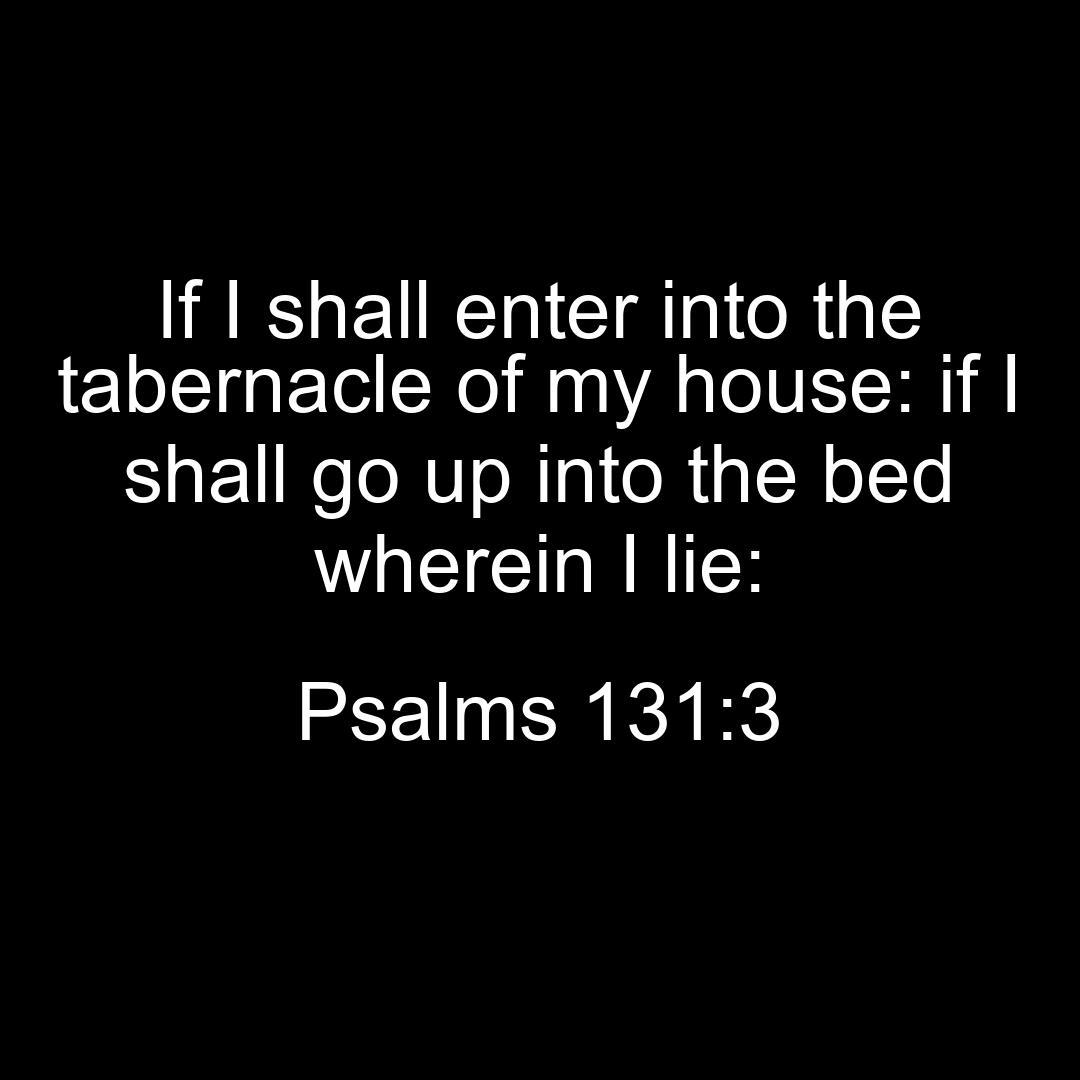 If I shall enter into the
tabernacle of my house: if I
shall go up into the bed
wherein I lie:
Psalms 131:3